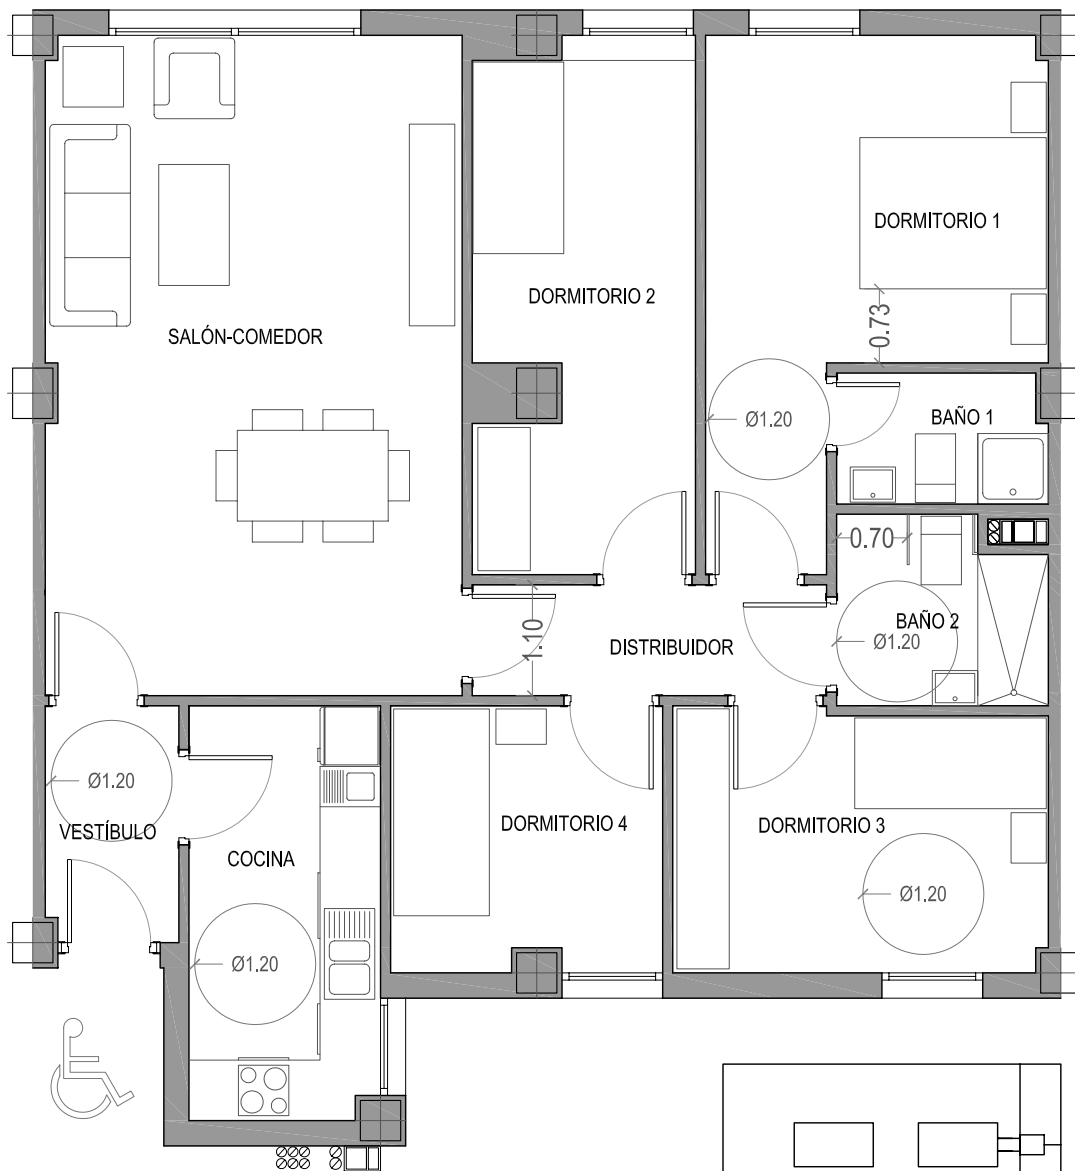 DORMITORIO 1
DORMITORIO 2
0.73
SALÓN-COMEDOR
BAÑO 1
Ø1.20
0.70
BAÑO 2
Ø1.20
1.10
DISTRIBUIDOR
Ø1.20
VESTÍBULO
DORMITORIO 4
DORMITORIO 3
COCINA
Ø1.20
Ø1.20